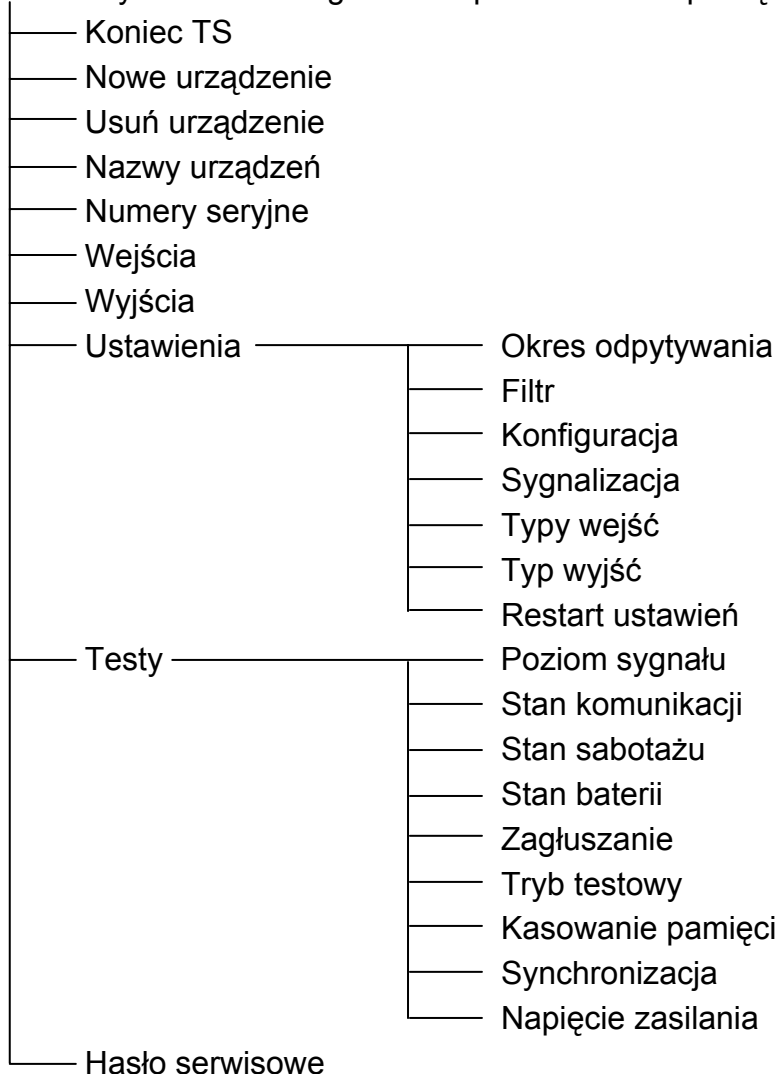 Koniec TS
Nowe urządzenie
Usuń urządzenie
Nazwy urządzeń
Numery seryjne
Wejścia
Wyjścia
Ustawienia
Okres odpytywania
Filtr
Konfiguracja
Sygnalizacja
Typy wejść
Typ wyjść
Restart ustawień
Testy
Poziom sygnału
Stan komunikacji
Stan sabotażu
Stan baterii
Zagłuszanie
Tryb testowy
Kasowanie pamięci
Synchronizacja
Napięcie zasilania
Hasło serwisowe